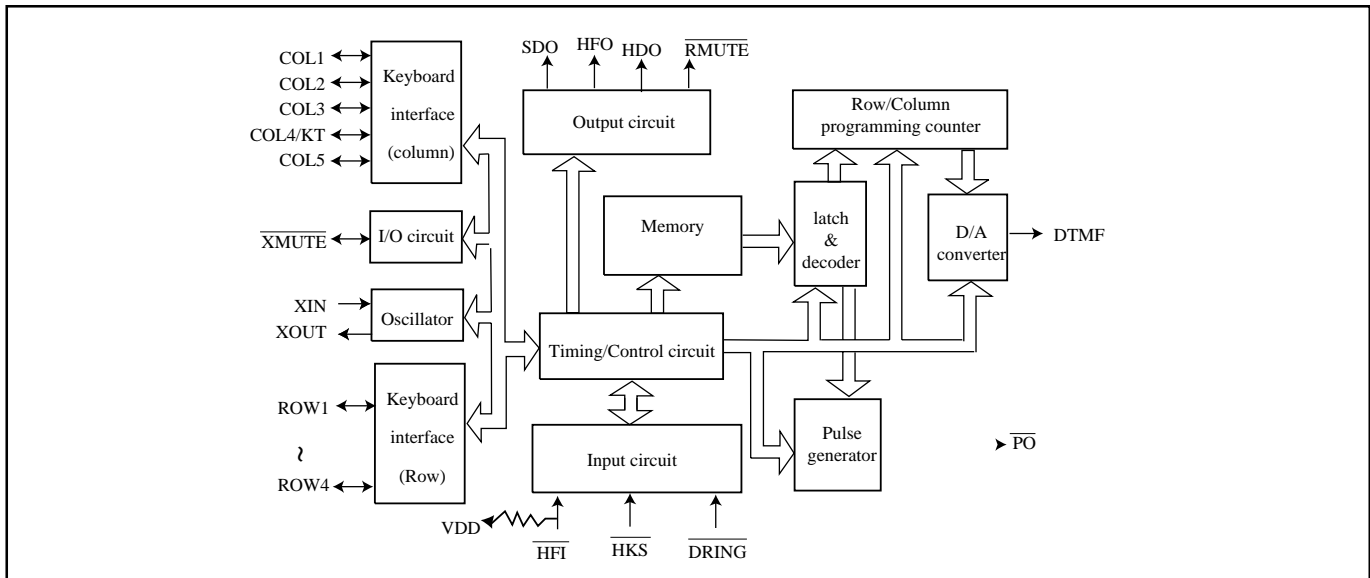 COL1
COL2
COL3
COL4/KT
COL5
Keyboard
interface
(column)
SDO
HFO
HDO
RMUTE
Output circuit
Row/Column
programming counter
XMUTE
I/O circuit
Memory
latch
&
decoder
D/A
converter
DTMF
XIN
XOUT
Oscillator
Timing/Control circuit
ROW1
~
ROW4
Keyboard
interface
(Row)
Input circuit
Pulse
generator
PO
VDD
HFI
HKS
DRING